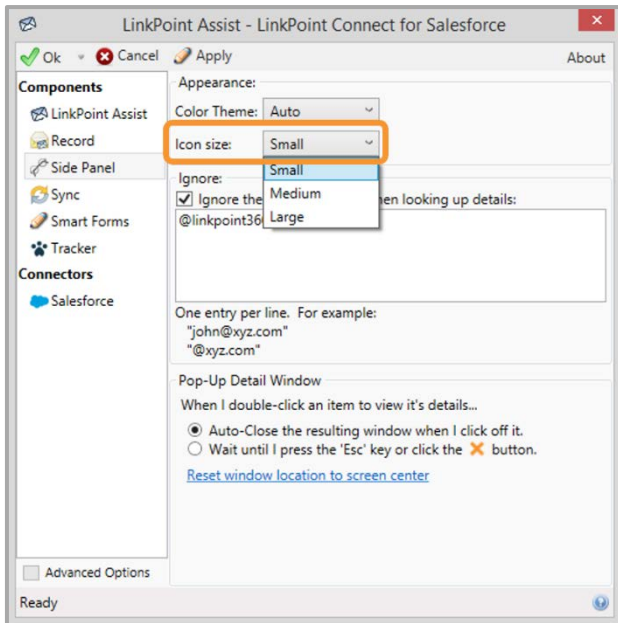 LinkPoint Assist - LinkPoint Connect for Salesforce
Ok Cancel Apply About
Components
LinkPoint Assist
Record
Side Panel
Sync
Smart Forms
Tracker
Connectors
Salesforce
Advanced Options
Appearance:
Color Theme: Auto
Icon size: Small
Small
Medium
Large
Ignore:
Ignore the hen looking up details:
@linkpoint36
One entry per line. For example:
"john@xyz.com"
"@xyz.com"
Pop-Up Detail Window
When I double-click an item to view it's details...
Auto-Close the resulting window when I click off it.
Wait until I press the 'Esc' key or click the button.
Reset window location to screen center
Ready